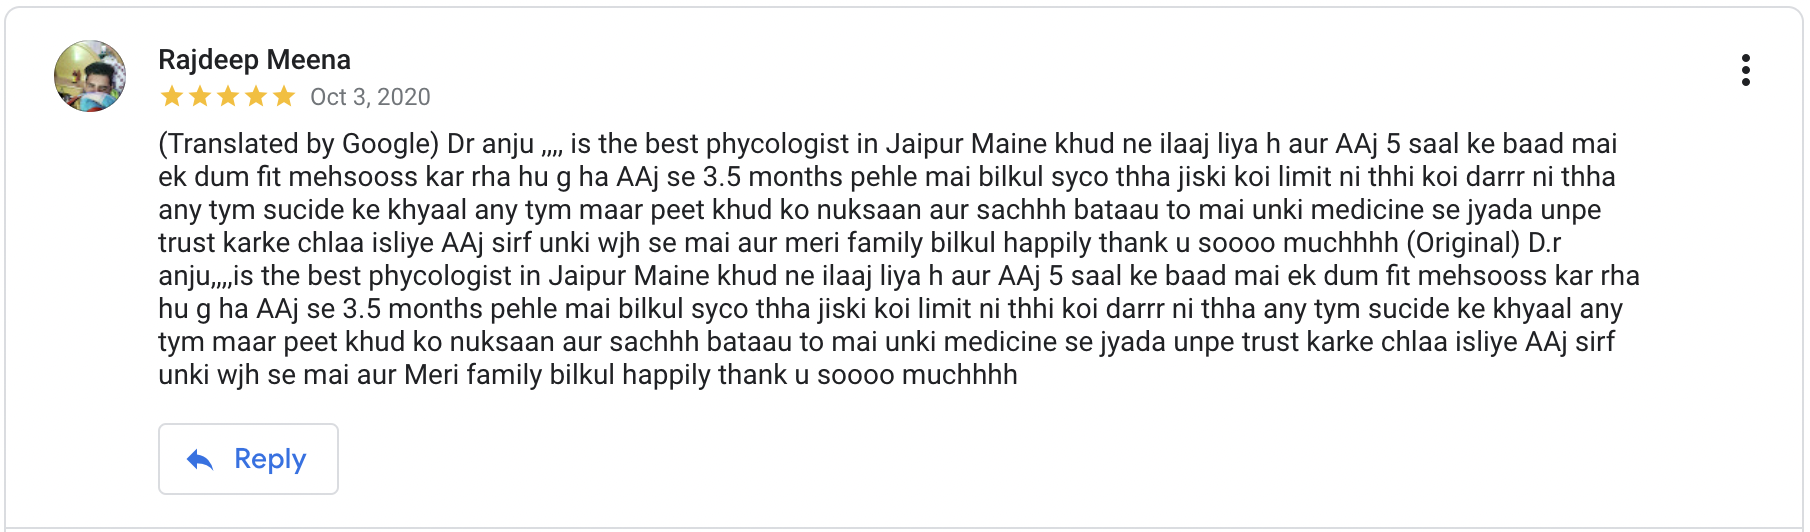 Rajdeep Meena
Oct 3, 2020
(Translated by Google) Dr anju ,,,, is the best phycologist in Jaipur Maine khud ne ilaaj liya h aur AAj 5 saal ke baad mai
ek dum fit mehsooss kar rha hu g ha AAj se 3.5 months pehle mai bilkul syco thha jiski koi limit ni thhi koi darrr ni thha
any tym sucide ke khyaal any tym maar peet khud ko nuksaan aur sachhh bataau to mai unki medicine se jyada unpe
trust karke chlaa isliye AAj sirf unki wjh se mai aur meri family bilkul happily thank u soooo muchhhh (Original) D.r
anju,,,,is the best phycologist in Jaipur Maine khud ne ilaaj liya h aur AAj 5 saal ke baad mai ek dum fit mehsooss kar rha
hu g ha AAj se 3.5 months pehle mai bilkul syco thha jiski koi limit ni thhi koi darrr ni thha any tym sucide ke khyaal any
tym maar peet khud ko nuksaan aur sachhh bataau to mai unki medicine se jyada unpe trust karke chlaa isliye AAj sirf
unki wjh se mai aur Meri family bilkul happily thank u soooo muchhhh
Reply